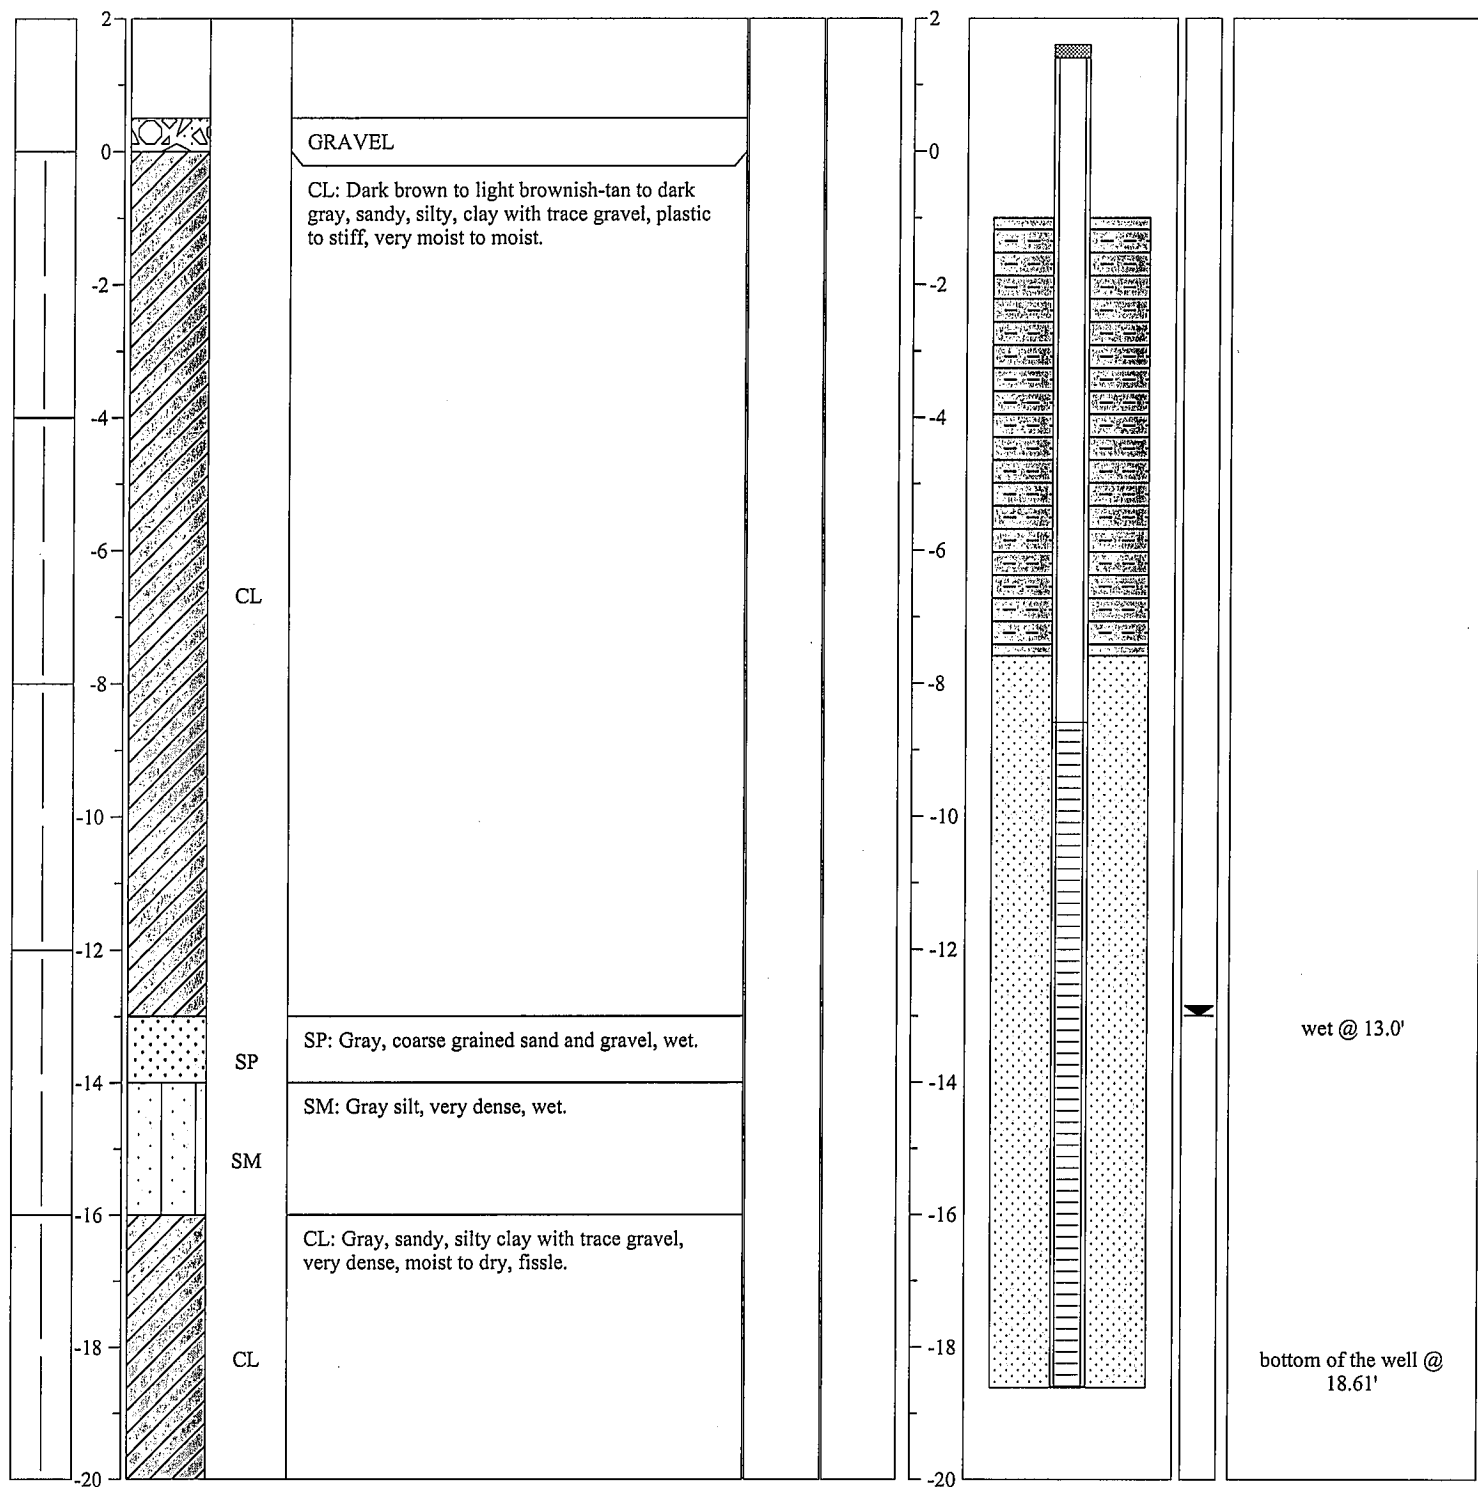 2
0
-2
-4
-6
-8
-10
-12
-14
-16
-18
-20
GRAVEL
CL: Dark brown to light brownish-tan to dark
gray, sandy, silty, clay with trace gravel, plastic
to stiff, very moist to moist.
CL
SP: Gray, coarse grained sand and gravel, wet.
SP
SM: Gray silt, very dense, wet.
SM
CL: Gray, sandy, silty clay with trace gravel,
very dense, moist to dry, fissle.
CL
2
0
-2
-4
-6
-8
-10
-12
-14
-16
-18
-20
wet @ 13.0'
bottom of the well @
18.61'